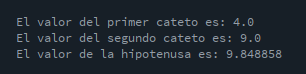 El valor del primer cateto es: 4.0
El valor del segundo cateto es: 9.0
El valor de la hipotenusa es: 9.848858